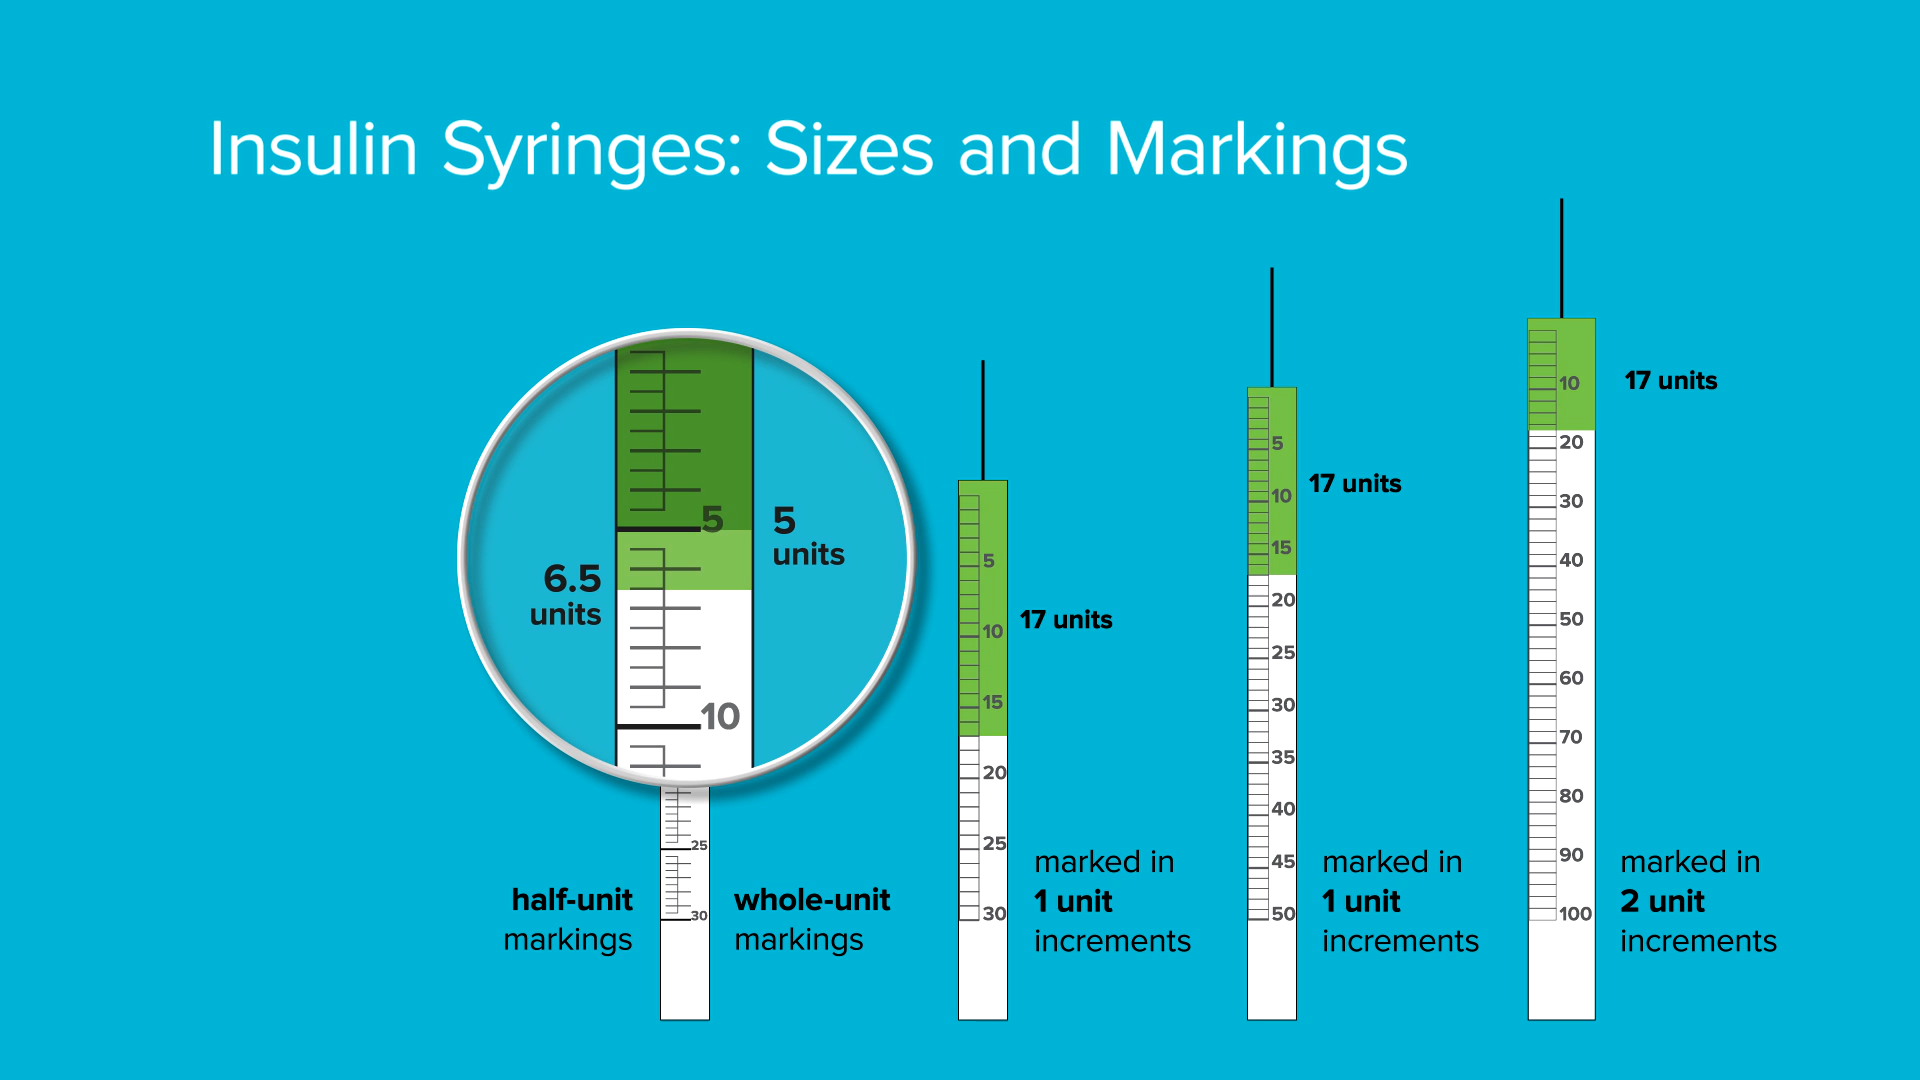 Insulin Syringes: Sizes and Markings
5
10
5
units
6.5
units
25
30
half-unit
markings
whole-unit
markings
5
10
15
20
25
30
17 units
marked in
1 unit
increments
5
10
15
20
25
30
35
40
45
50
17 units
marked in
1 unit
increments
10
20
30
40
50
60
70
80
90
100
17 units
marked in
2 unit
increments